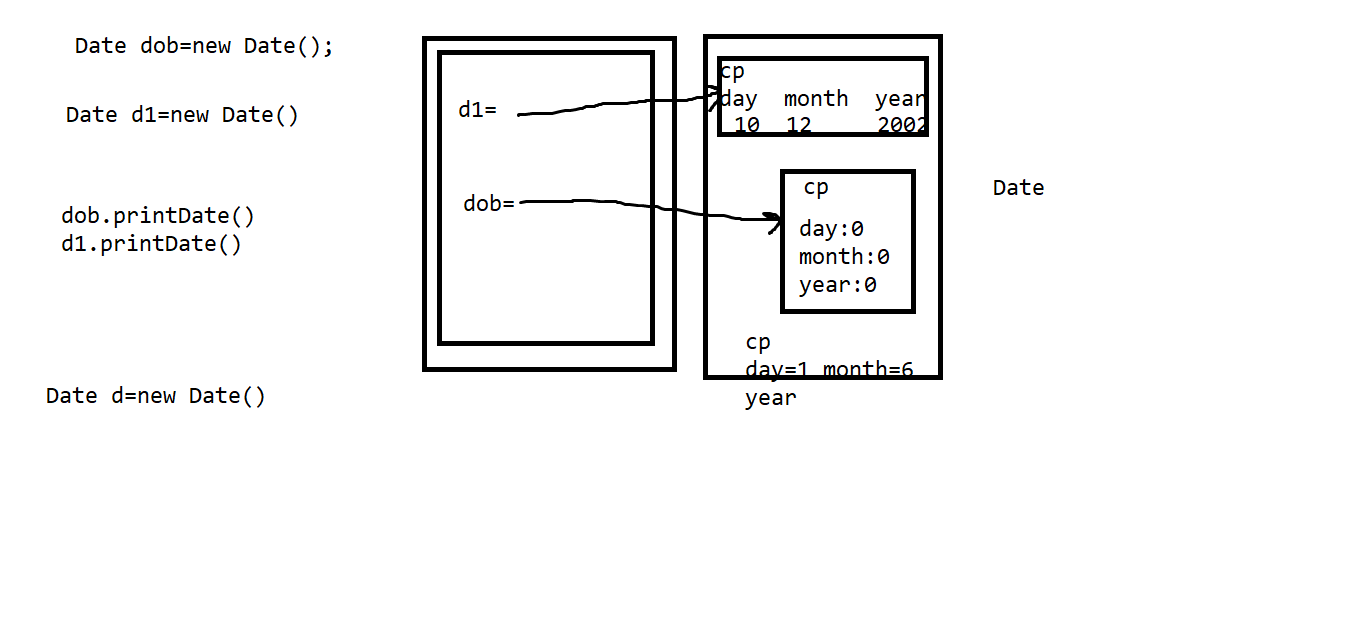 Date dob=new Date();
Date d1=new Date()
dob.printDate()
d1.printDate()
Date d=new Date()
d1=
dob=
cp
day month year
10 12 2002
cp
day:0
month:0
year:0
cp
day=1 month=6
year
Date